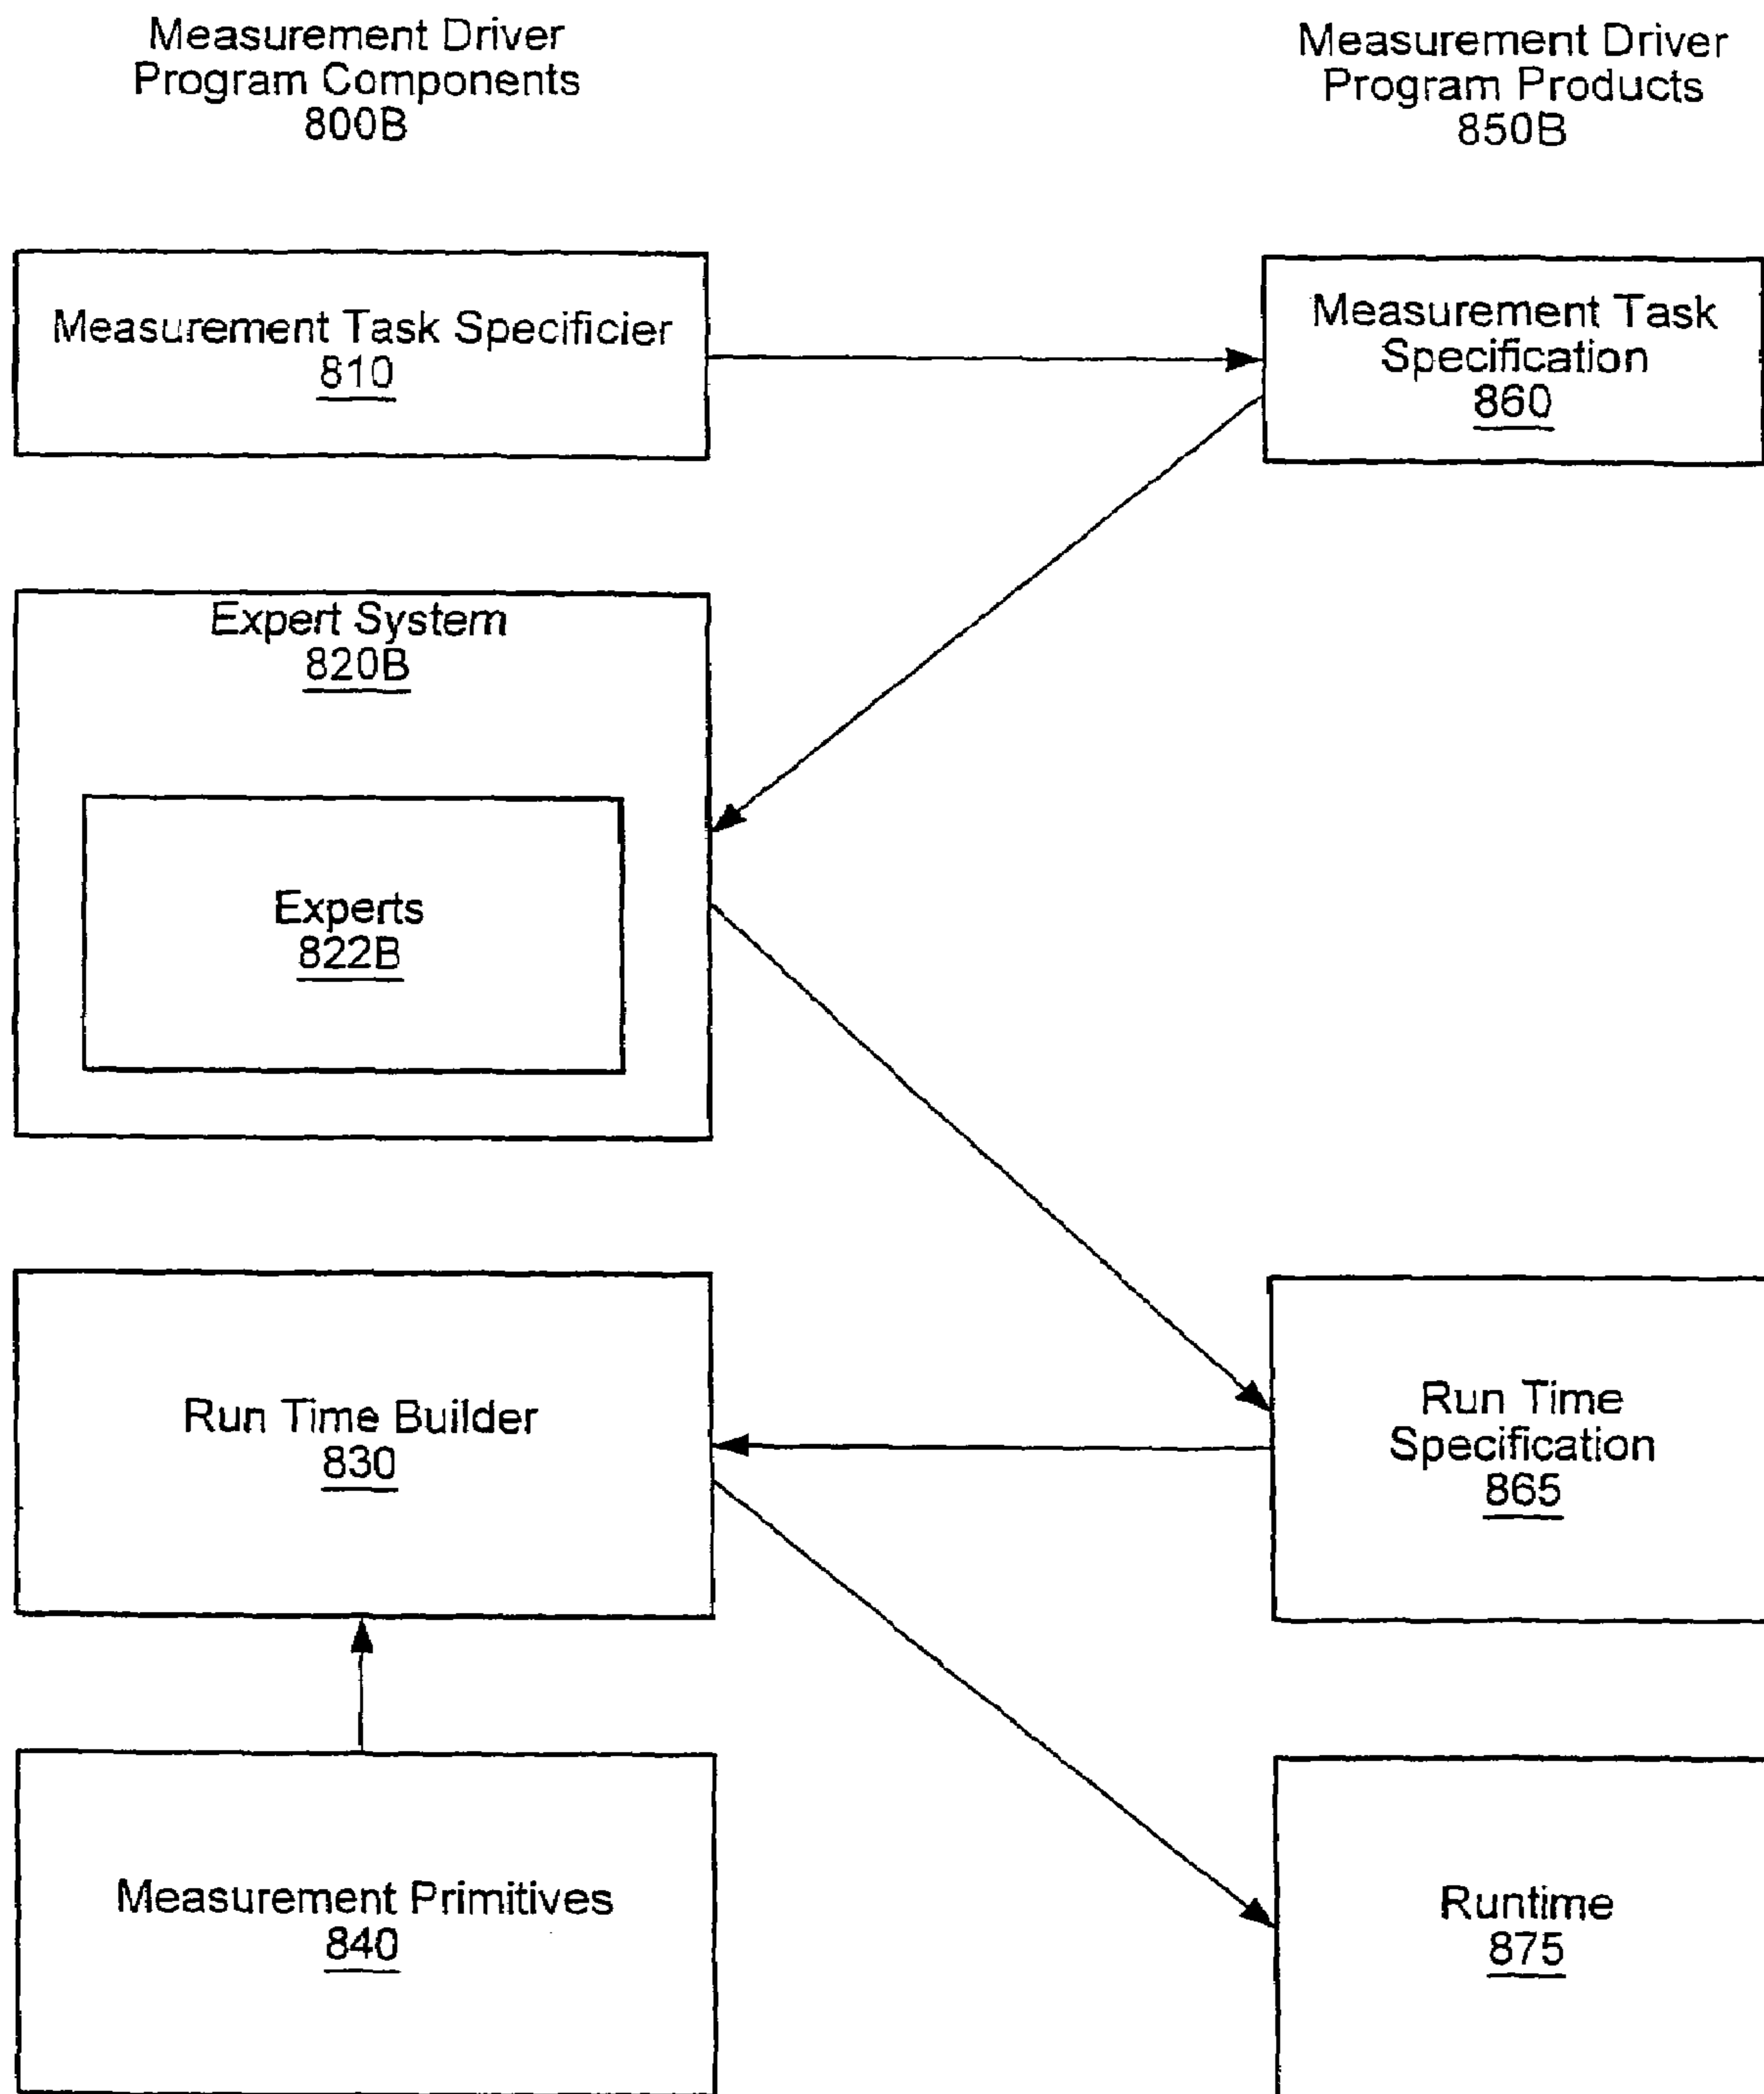 Measurement Driver
Program Components
800B
Measurement Driver
Program Products
850B
Measurement Task Specificier
810
Measurement Task
Specification
860
Expert System
820B
Experts
822B
Run Time Builder
830
Run Time
Specification
865
Measurement Primitives
840
Runtime
875